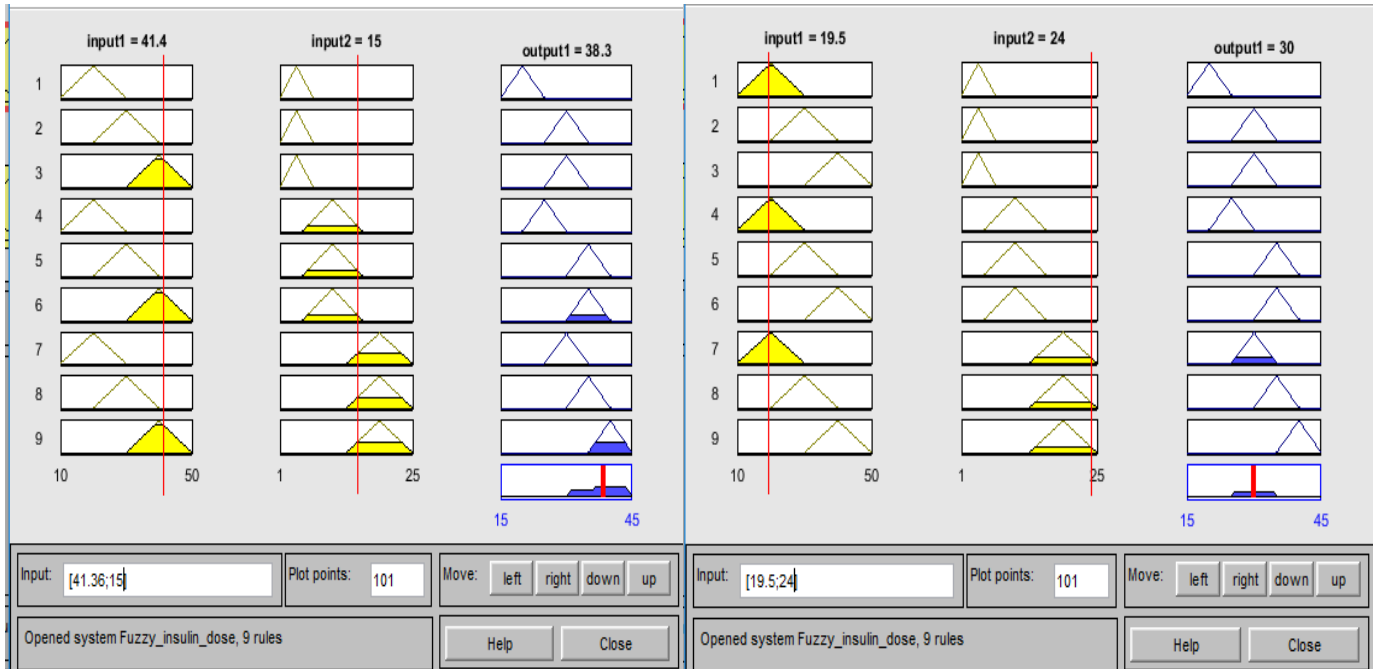 input1 = 41.4
input2 = 15
output1 = 38.3
1
2
3
4
5
6
7
8
9
10
50
1
25
15
45
Input:
[41.36;15]
Plot points:
101
Move:
left
right
down
up
Opened system Fuzzy_insulin_dose, 9 rules
Help
Close
input1 = 19.5
input2 = 24
output1 = 30
1
2
3
4
5
6
7
8
9
10
50
1
25
15
45
Input:
[19.5;24]
Plot points:
101
Move:
left
right
down
up
Opened system Fuzzy_insulin_dose, 9 rules
Help
Close